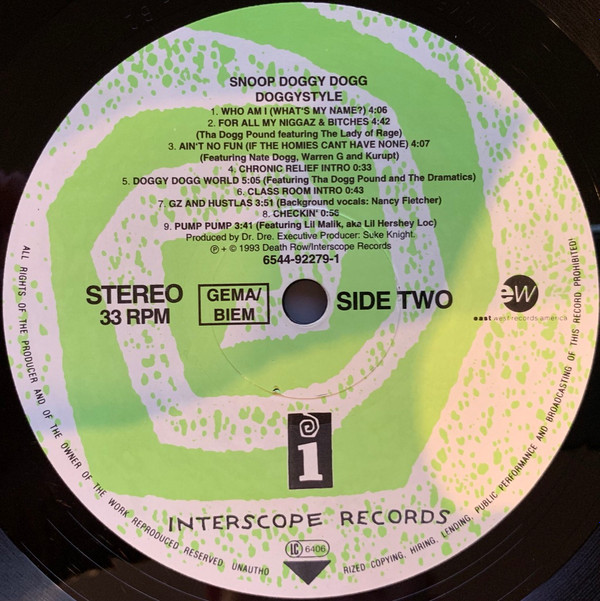 SNOOP DOGGY DOGG
DOGGYSTYLE
1. WHO AM I (WHAT'S MY NAME?) 4:06
2. FOR ALL MY NIGGAZ & BITCHES 4:42
(Tha Dogg Pound featuring The Lady of Rage)
3. AIN'T NO FUN (IF THE HOMIES CANT HAVE NONE) 4:07
(Featuring Nate Dogg, Warren G and Kurupt)
4. CHRONIC RELIEF INTRO 0:33
5. DOGGY DOGG WORLD 5:05 (Featuring Tha Dogg Pound and The Dramatics)
6. CLASS ROOM INTRO 0:43
7. GZ AND HUSTLAS 3:51 (Background vocals: Nancy Fletcher)
8. CHECKIN' 0:58
9. PUMP PUMP 3:41 (Featuring Lil Malik, aka Lil Hershey Loc)
Produced by Dr. Dre. Executive Producer: Suke Knight.
℗ + © 1993 Death Row/Interscope Records
6544-92279-1
STEREO
33 RPM
GEMA/
BIEM
SIDE TWO
ew
east west records america
i
INTERSCOPE RECORDS
LC 6406
ALL RIGHTS OF THE PRODUCER AND OF THE OWNER OF THE WORK REPRODUCED RESERVED. UNAUTHO
RIZED COPYING, HIRING, LENDING, PUBLIC PERFORMANCE AND BROADCASTING OF THIS RECORD PROHIBITED!